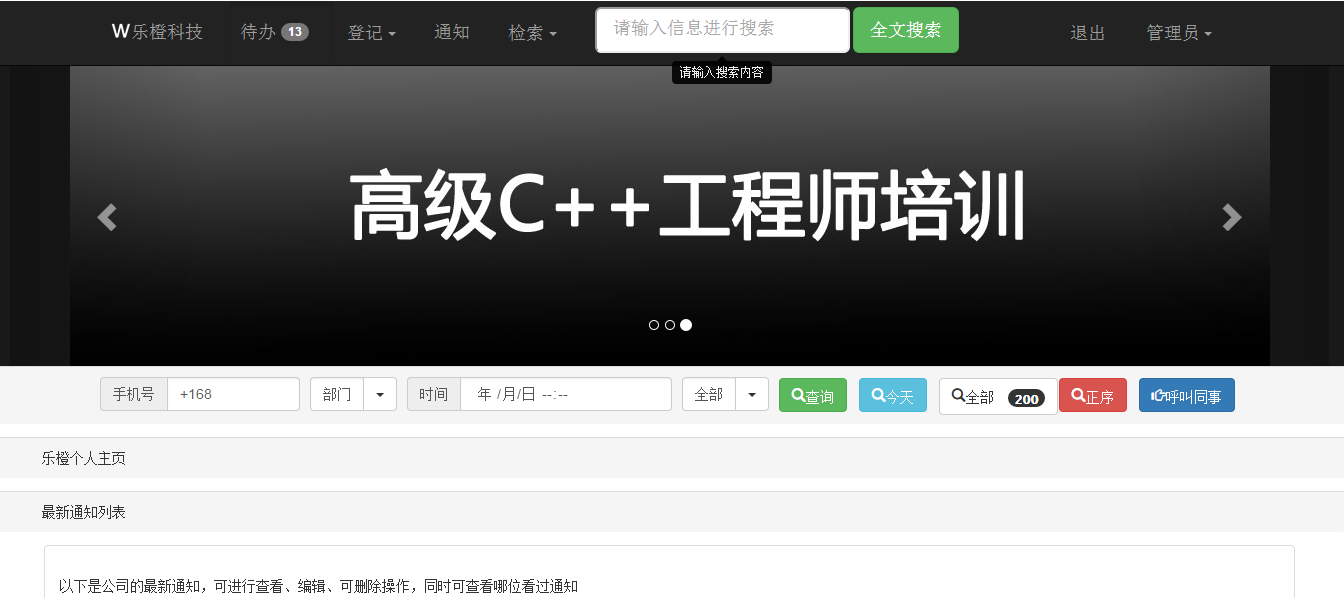 W乐橙科技 待办 13 登记 通知 检索 请输入信息进行搜索 全文搜索 退出 管理员
请输入搜索内容
高级C++工程师培训
手机号 +168 部门 时间 年 /月/日 --:-- 全部 查询 今天 全部 200 正序 呼叫同事
乐橙个人主页
最新通知列表
以下是公司的最新通知，可进行查看、编辑、可删除操作，同时可查看哪位看过通知